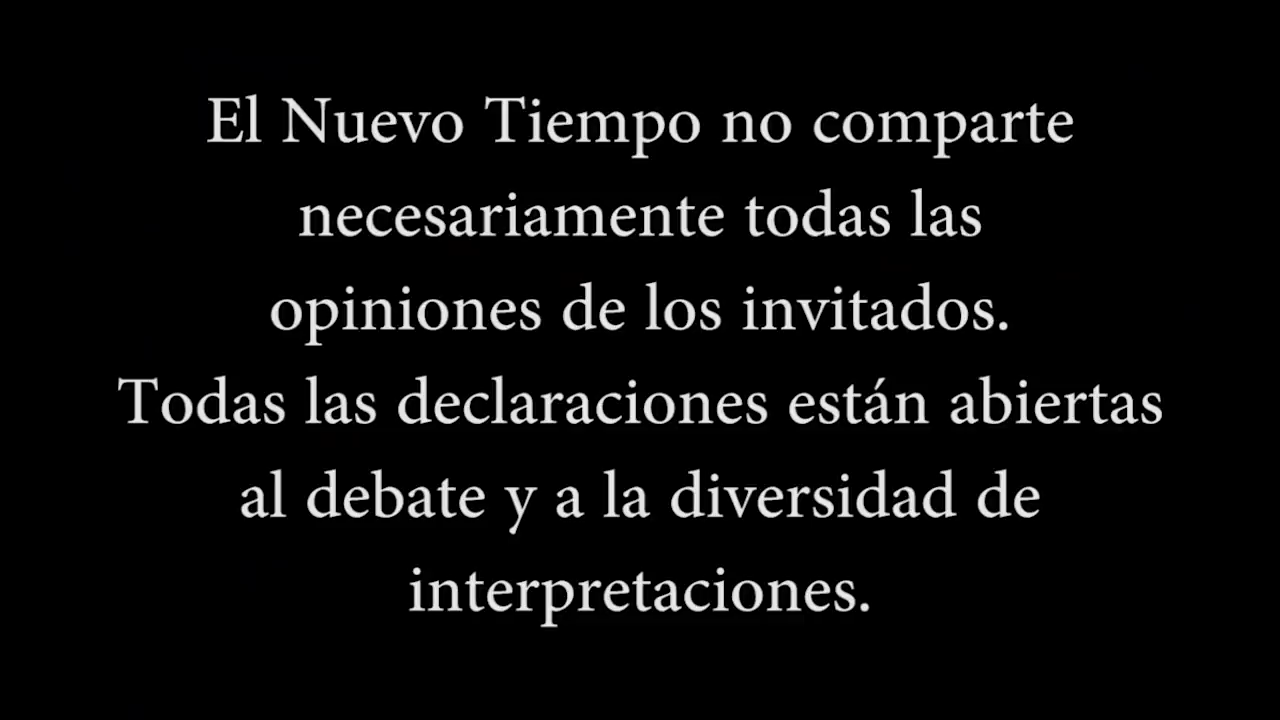 El Nuevo Tiempo no comparte
necesariamente todas las
opiniones de los invitados.
Todas las declaraciones están abiertas
al debate y a la diversidad de
interpretaciones.